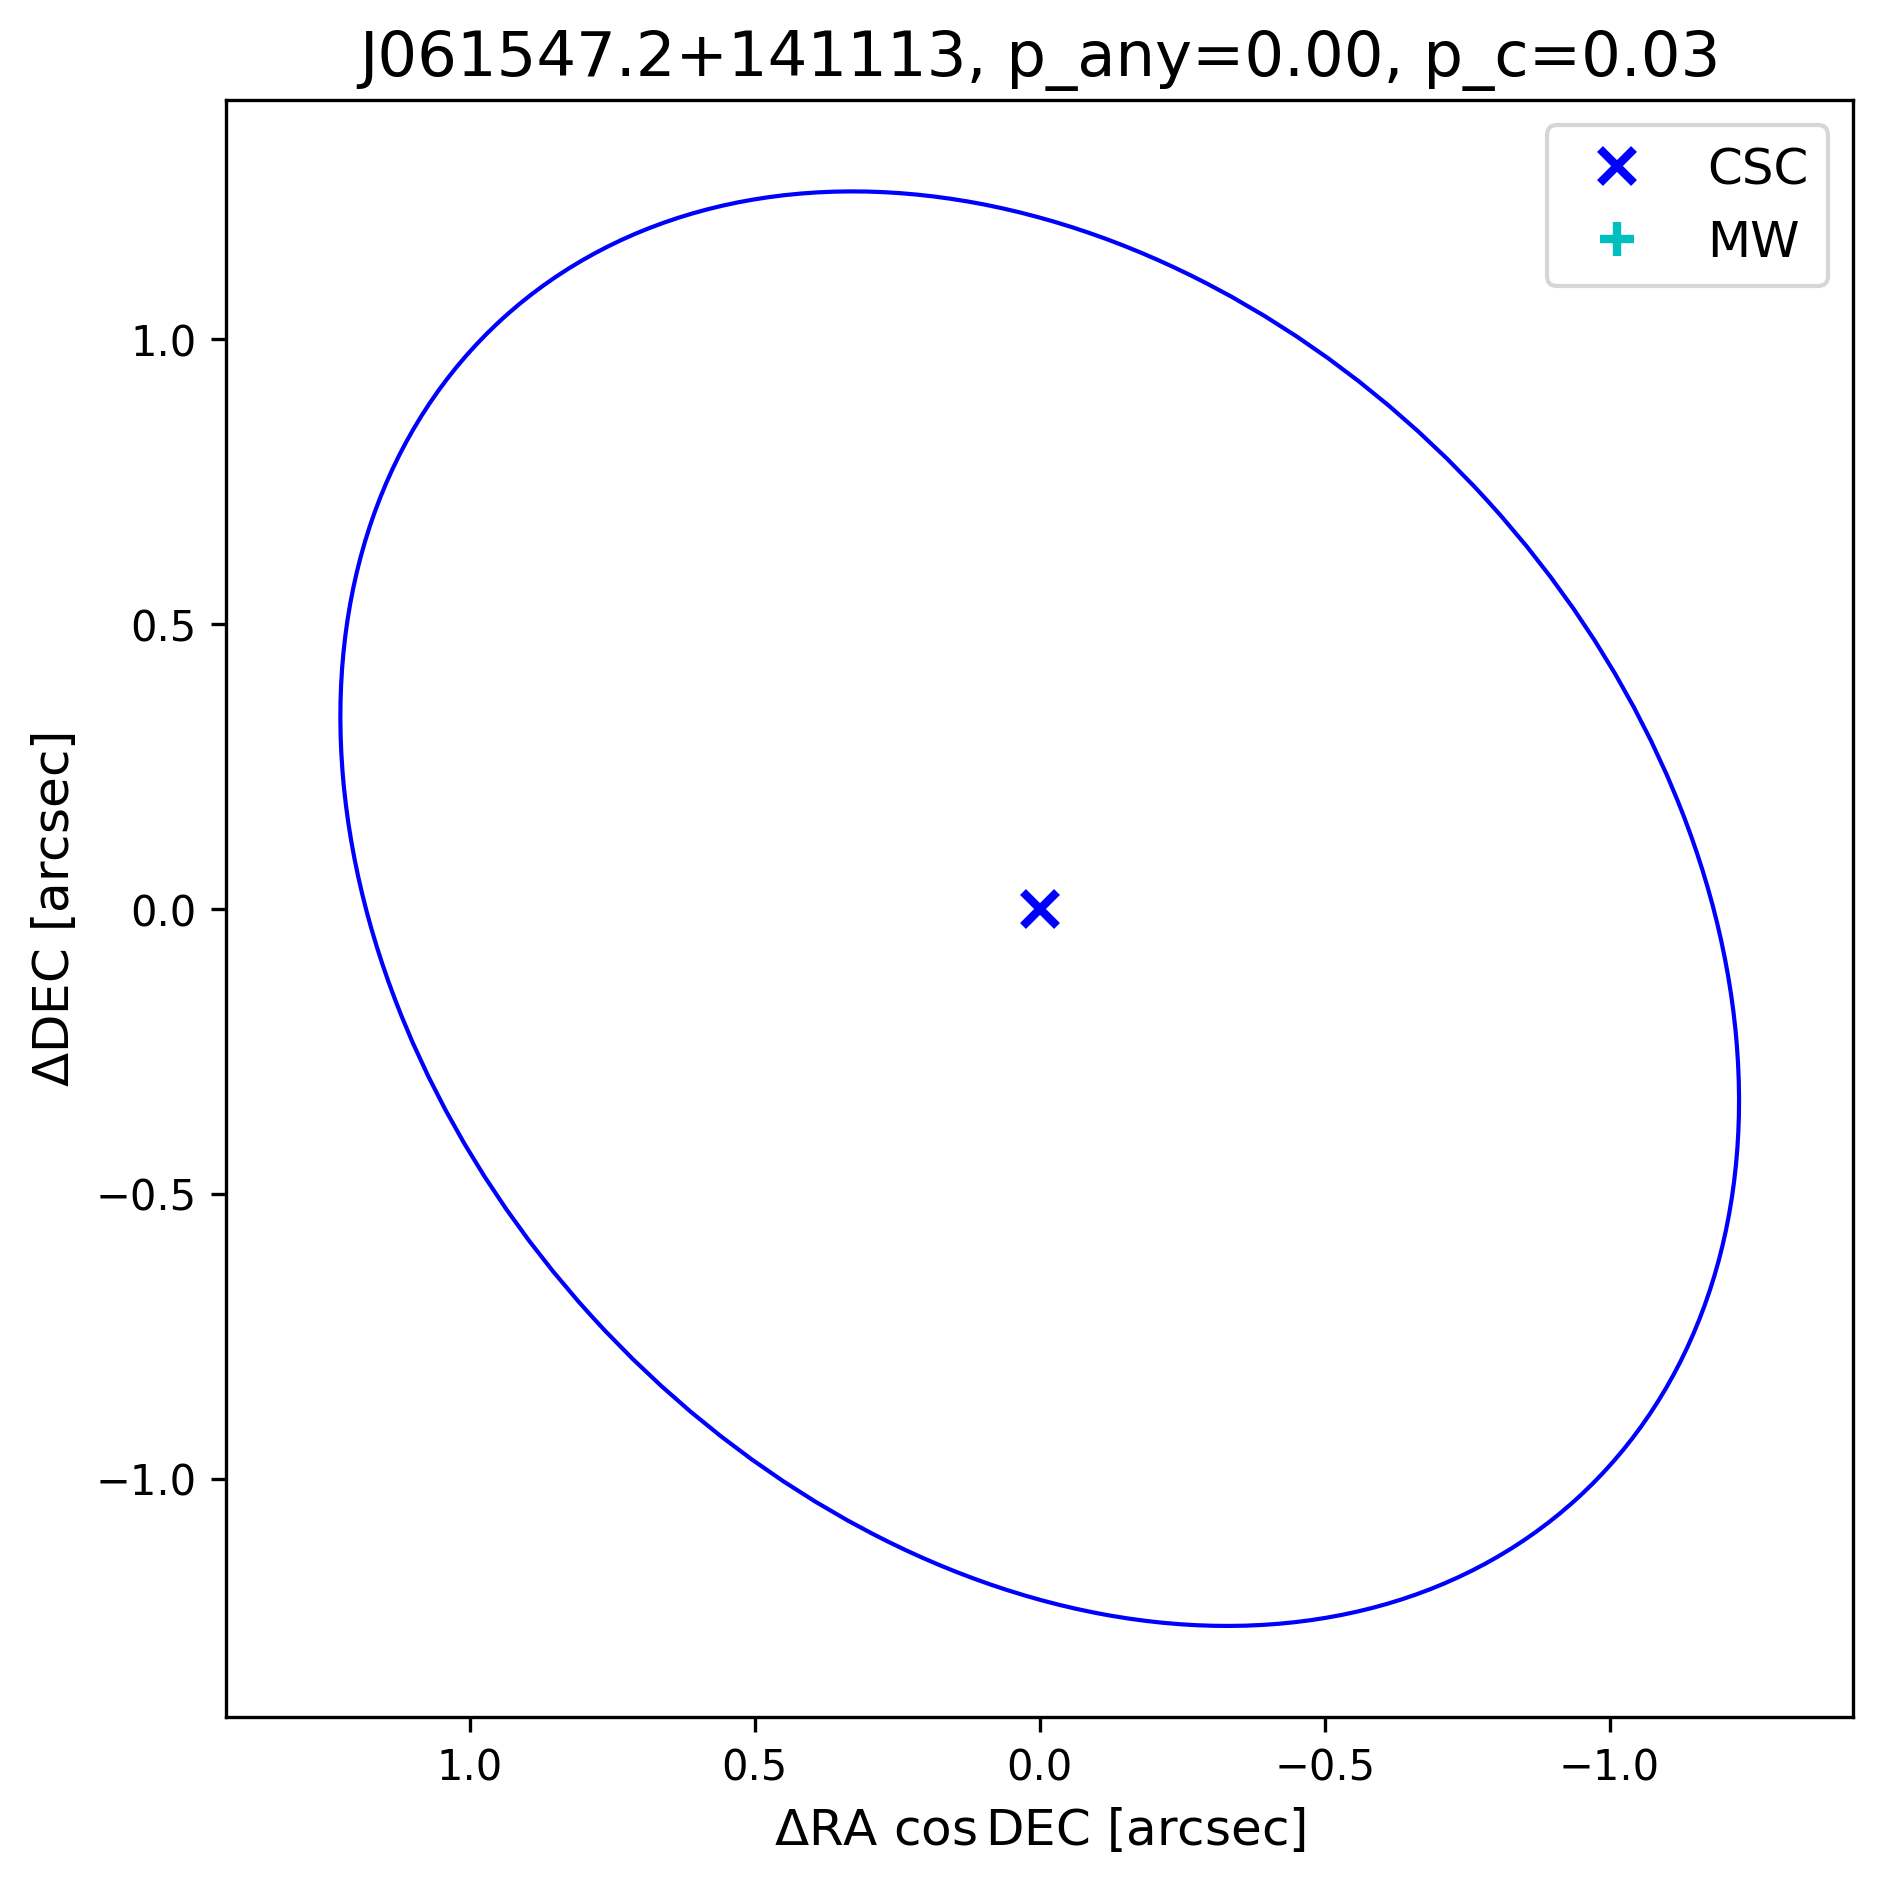 J061547.2+141113, p_any=0.00, p_c=0.03
CSC
MW
1.0
0.5
0.0
−0.5
−1.0
ΔDEC [arcsec]
1.0 0.5 0.0 −0.5 −1.0
ΔRA cos DEC [arcsec]